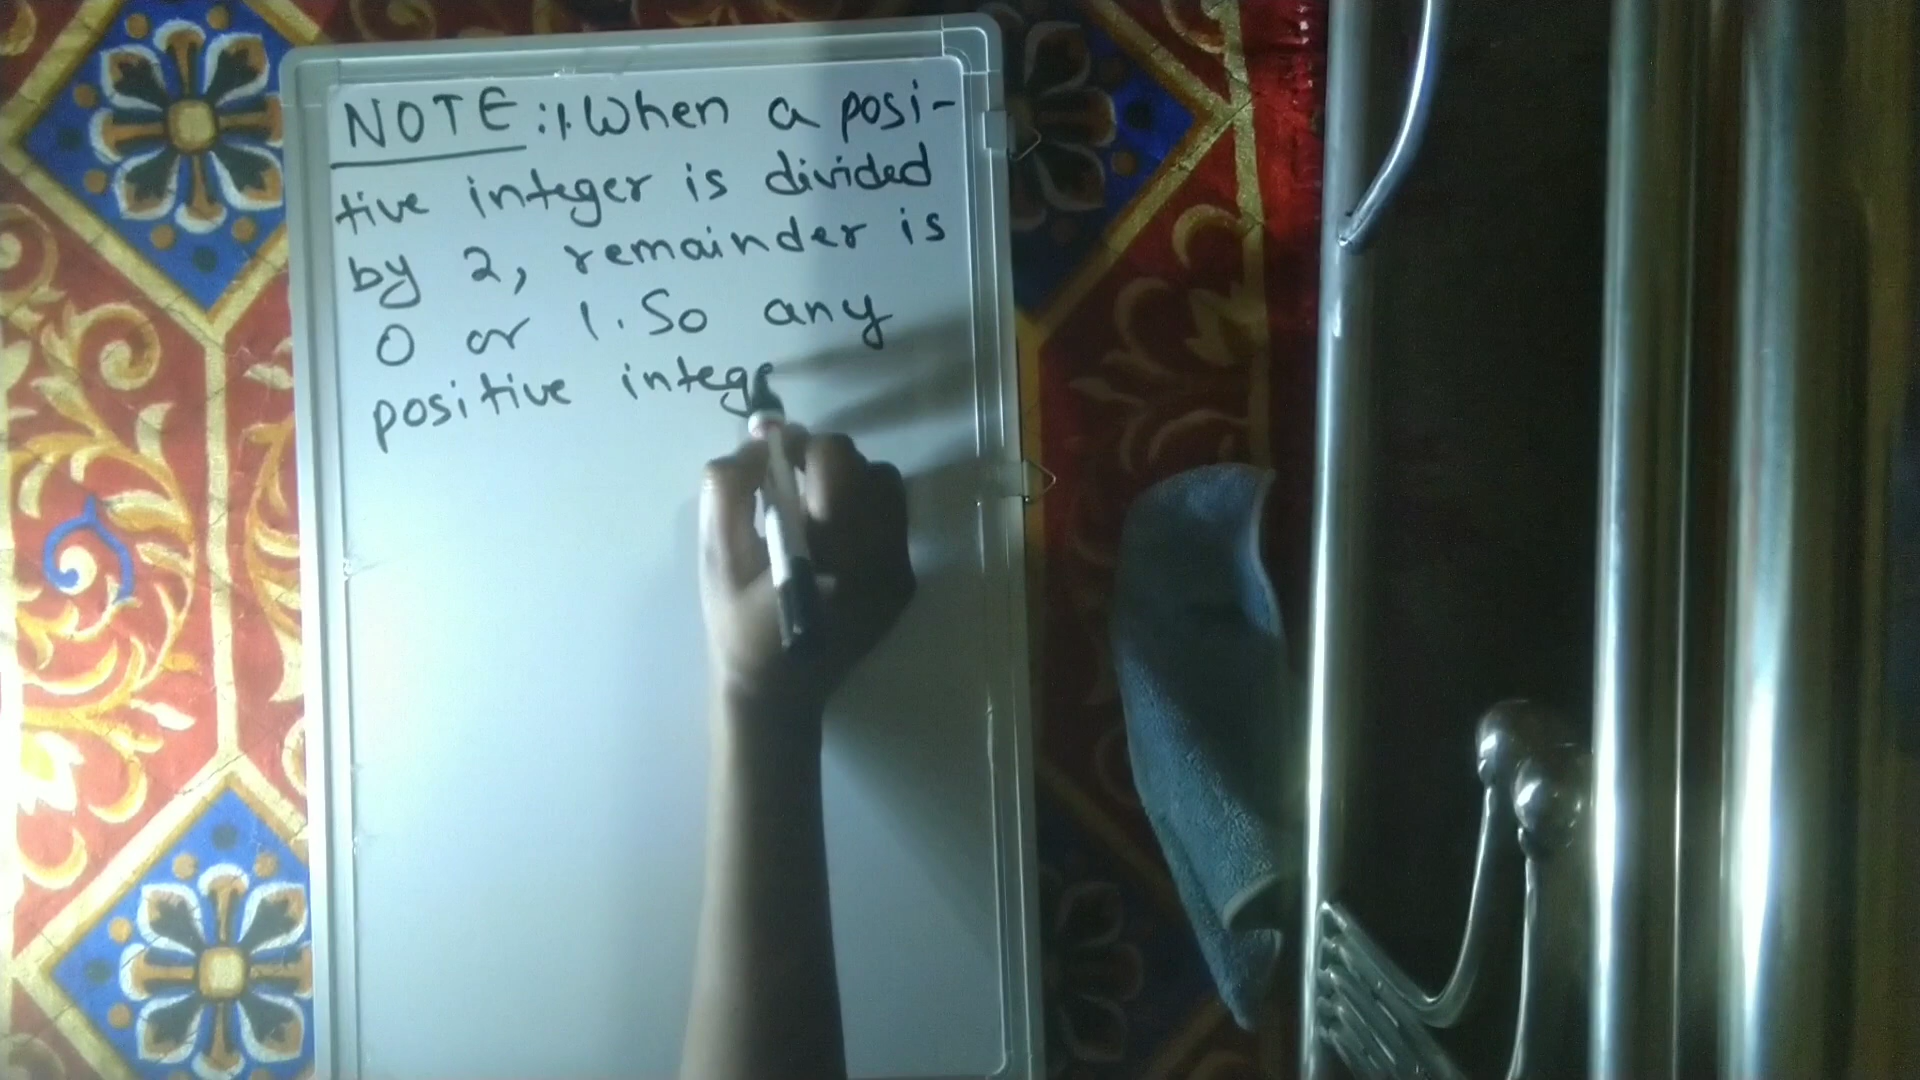 NOTE :1. When a posi-
tive integer is divided
by 2, remainder is
0 or 1. So any
positive intege